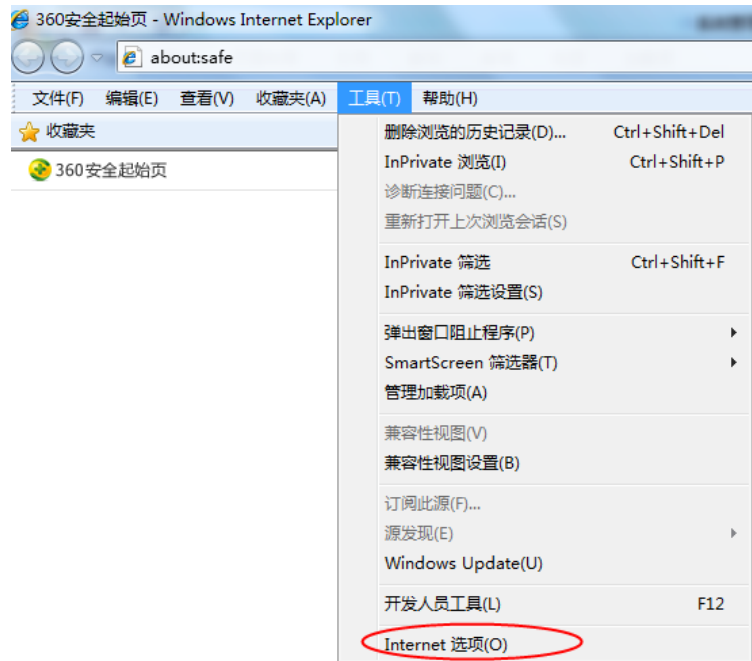 360安全起始页 - Windows Internet Explorer
about:safe
文件(F) 编辑(E) 查看(V) 收藏夹(A) 工具(T) 帮助(H)
收藏夹
360安全起始页
删除浏览的历史记录(D)... Ctrl+Shift+Del
InPrivate 浏览(I) Ctrl+Shift+P
诊断连接问题(C)...
重新打开上次浏览会话(S)
InPrivate 筛选 Ctrl+Shift+F
InPrivate 筛选设置(S)
弹出窗口阻止程序(P)
SmartScreen 筛选器(T)
管理加载项(A)
兼容性视图(V)
兼容性视图设置(B)
订阅此源(F)...
源发现(E)
Windows Update(U)
开发人员工具(L) F12
Internet 选项(O)